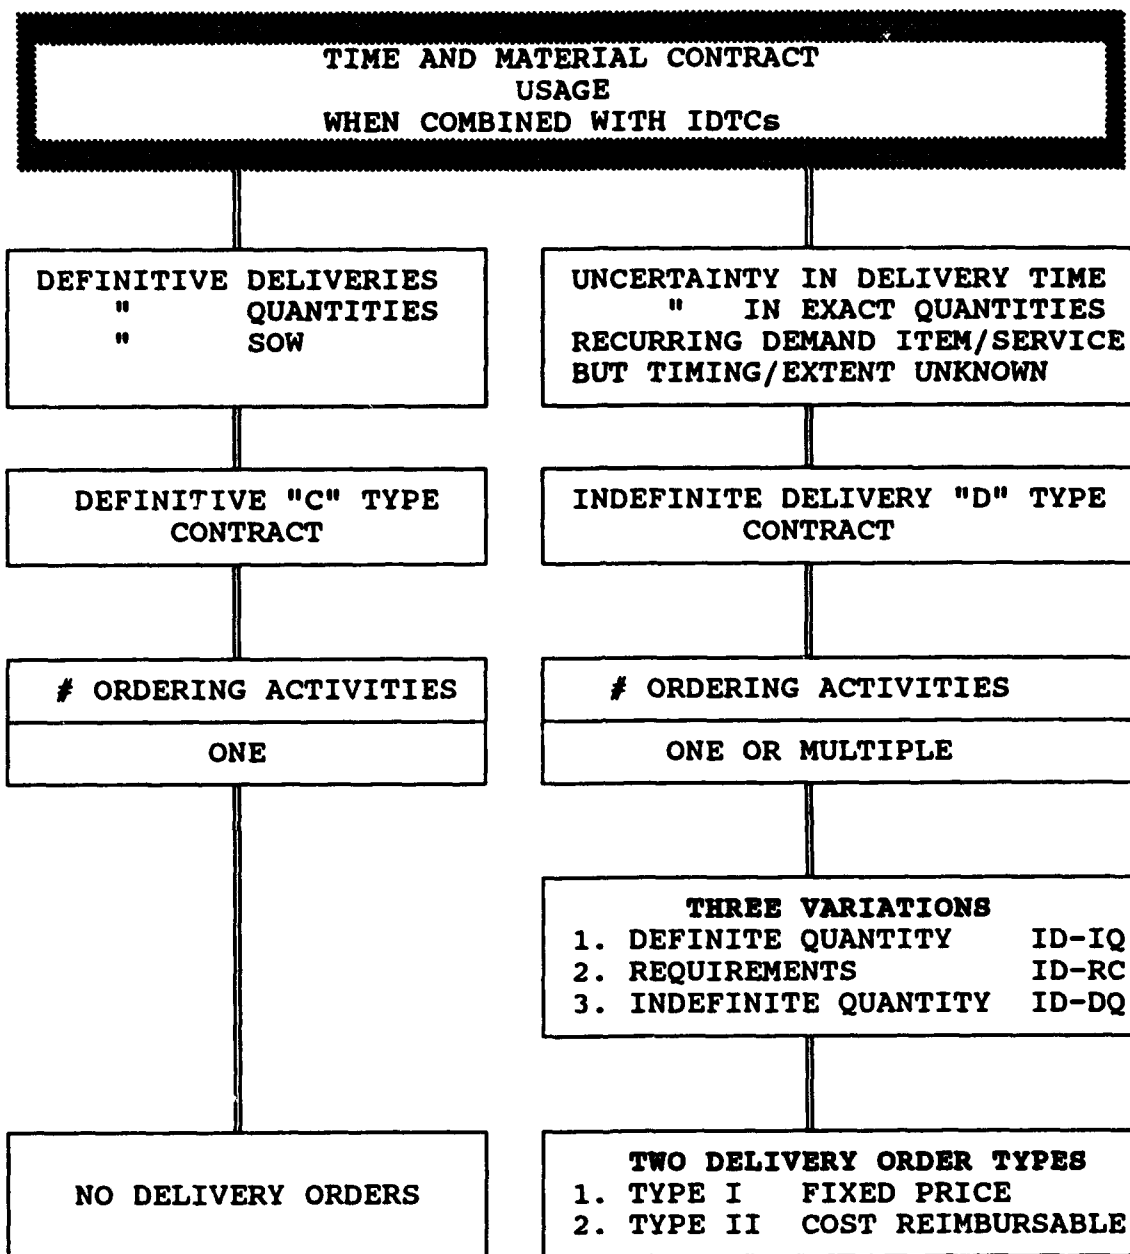 TIME AND MATERIAL CONTRACT
USAGE
WHEN COMBINED WITH IDTCs
DEFINITIVE DELIVERIES
" QUANTITIES
" SOW
UNCERTAINTY IN DELIVERY TIME
" IN EXACT QUANTITIES
RECURRING DEMAND ITEM/SERVICE
BUT TIMING/EXTENT UNKNOWN
DEFINITIVE "C" TYPE
CONTRACT
INDEFINITE DELIVERY "D" TYPE
CONTRACT
# ORDERING ACTIVITIES
ONE
# ORDERING ACTIVITIES
ONE OR MULTIPLE
THREE VARIATIONS
1. DEFINITE QUANTITY ID-IQ
2. REQUIREMENTS ID-RC
3. INDEFINITE QUANTITY ID-DQ
NO DELIVERY ORDERS
TWO DELIVERY ORDER TYPES
1. TYPE I FIXED PRICE
2. TYPE II COST REIMBURSABLE